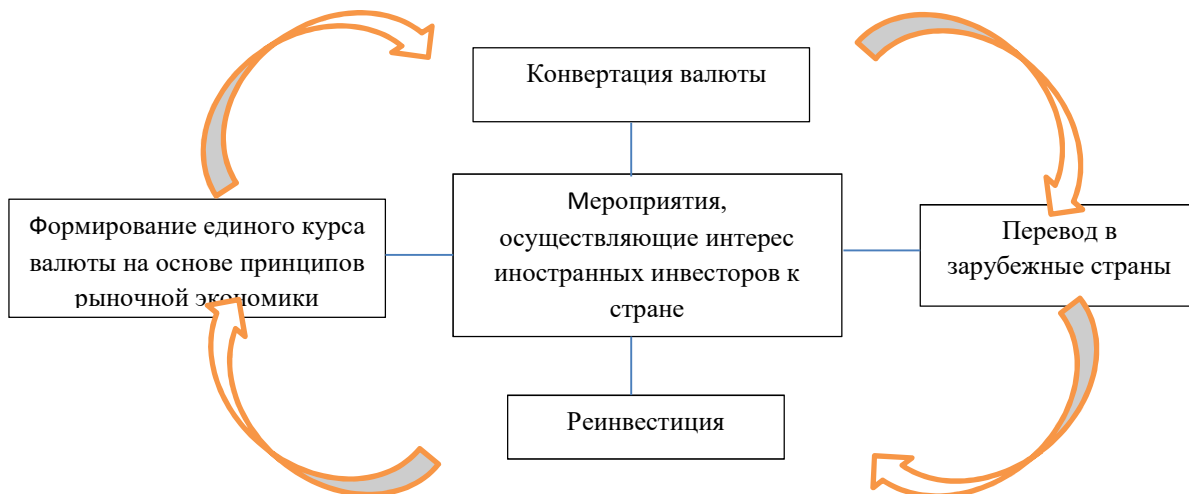 Конвертация валюты
Формирование единого курса
валюты на основе принципов
рыночной экономики
Мероприятия,
осуществляющие интерес
иностранных инвесторов к
стране
Перевод в
зарубежные страны
Реинвестиция